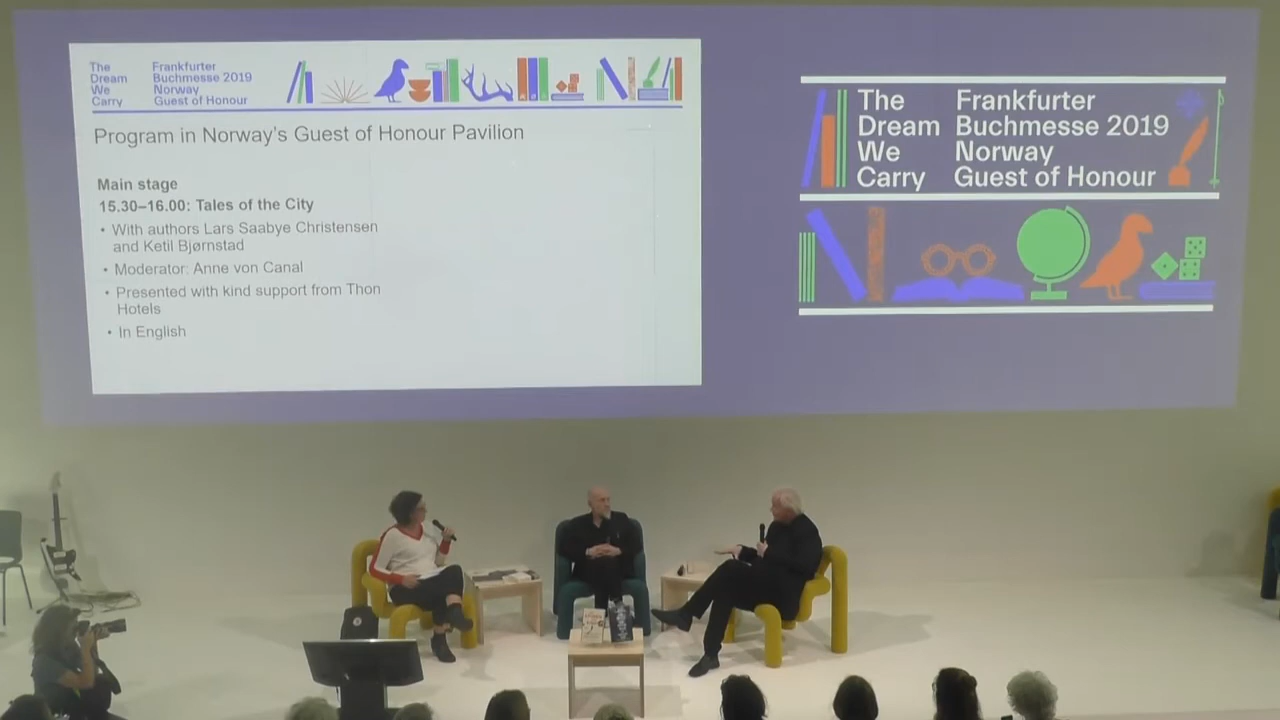 The
Dream
We
Carry
Frankfurter
Buchmesse 2019
Norway
Guest of Honour
Program in Norway's Guest of Honour Pavilion
Main stage
15.30–16.00: Tales of the City
• With authors Lars Saabye Christensen
and Ketil Bjørnstad
• Moderator: Anne von Canal
• Presented with kind support from Thon
Hotels
• In English
The
Dream
We
Carry
Frankfurter
Buchmesse 2019
Norway
Guest of Honour